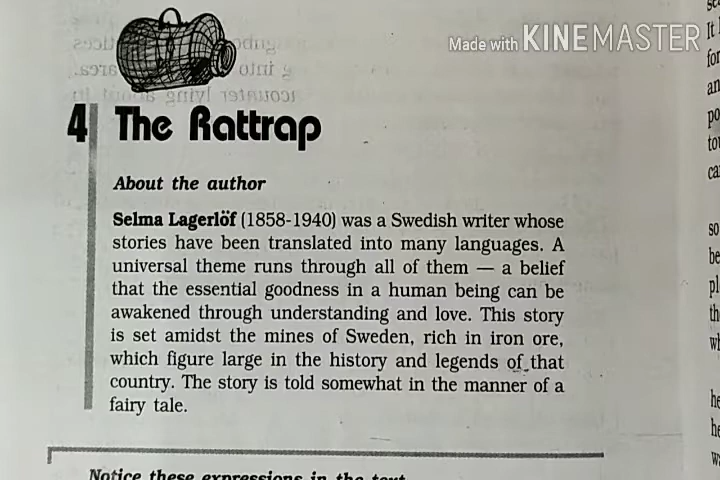 Made with KINEMASTER
4 The Rattrap
About the author
Selma Lagerlöf (1858-1940) was a Swedish writer whose
stories have been translated into many languages. A
universal theme runs through all of them — a belief
that the essential goodness in a human being can be
awakened through understanding and love. This story
is set amidst the mines of Sweden, rich in iron ore,
which figure large in the history and legends of that
country. The story is told somewhat in the manner of a
fairy tale.
Notice these expressions in the text